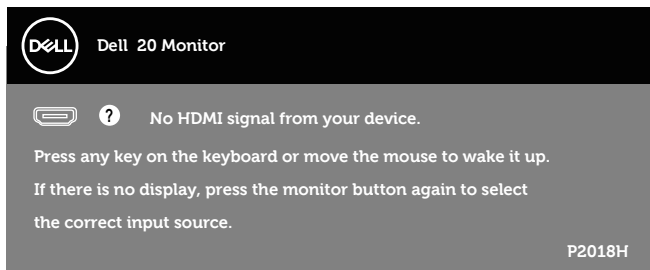 DELL Dell 20 Monitor
? No HDMI signal from your device.
Press any key on the keyboard or move the mouse to wake it up.
If there is no display, press the monitor button again to select
the correct input source.
P2018H